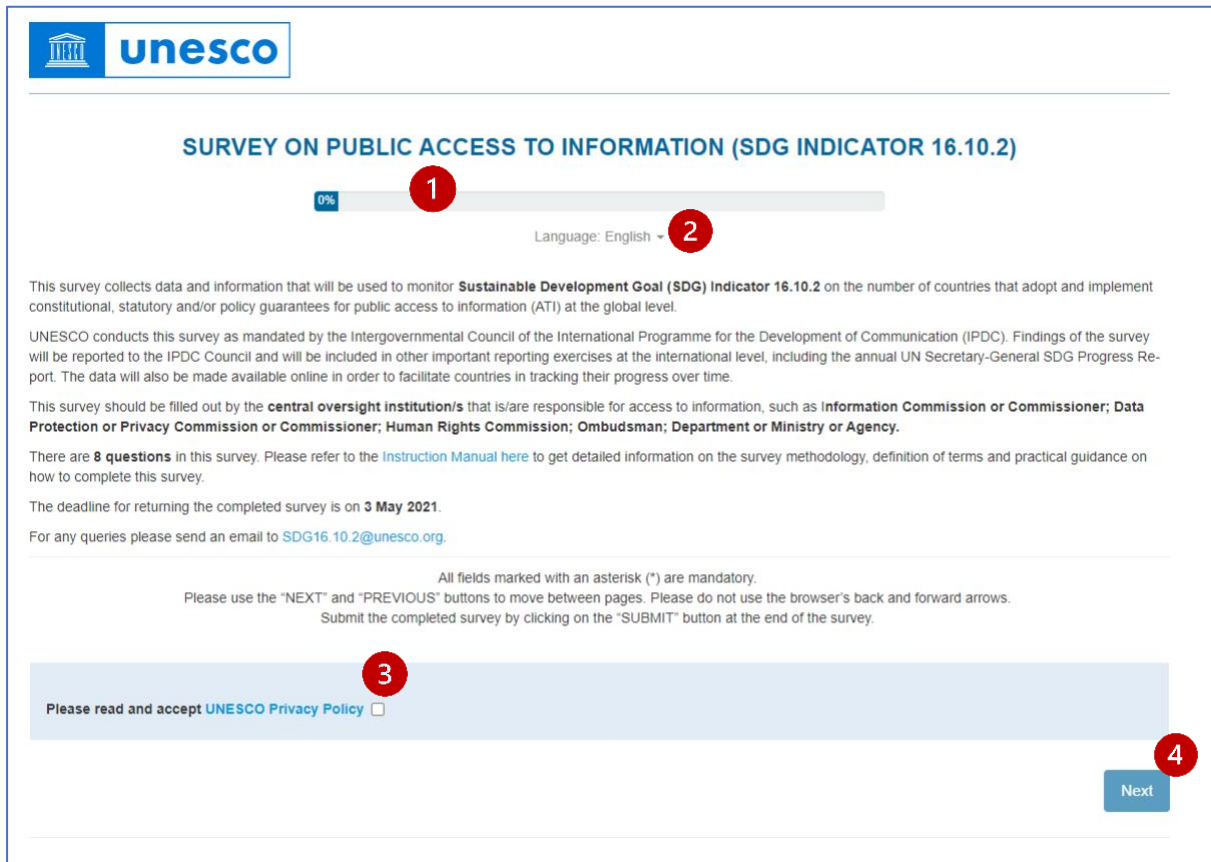 unesco
SURVEY ON PUBLIC ACCESS TO INFORMATION (SDG INDICATOR 16.10.2)
1
0%
Language: English
2
This survey collects data and information that will be used to monitor Sustainable Development Goal (SDG) Indicator 16.10.2 on the number of countries that adopt and implement
constitutional, statutory and/or policy guarantees for public access to information (ATI) at the global level.
UNESCO conducts this survey as mandated by the Intergovernmental Council of the International Programme for the Development of Communication (IPDC). Findings of the survey
will be reported to the IPDC Council and will be included in other important reporting exercises at the international level, including the annual UN Secretary-General SDG Progress Re-
port. The data will also be made available online in order to facilitate countries in tracking their progress over time.
This survey should be filled out by the central oversight institution/s that is/are responsible for access to information, such as Information Commission or Commissioner; Data
Protection or Privacy Commission or Commissioner; Human Rights Commission; Ombudsman; Department or Ministry or Agency.
There are 8 questions in this survey. Please refer to the Instruction Manual here to get detailed information on the survey methodology, definition of terms and practical guidance on
how to complete this survey.
The deadline for returning the completed survey is on 3 May 2021.
For any queries please send an email to SDG16.10.2@unesco.org.
All fields marked with an asterisk (*) are mandatory.
Please use the “NEXT” and “PREVIOUS” buttons to move between pages. Please do not use the browser’s back and forward arrows.
Submit the completed survey by clicking on the “SUBMIT” button at the end of the survey.
3
Please read and accept UNESCO Privacy Policy
4
Next